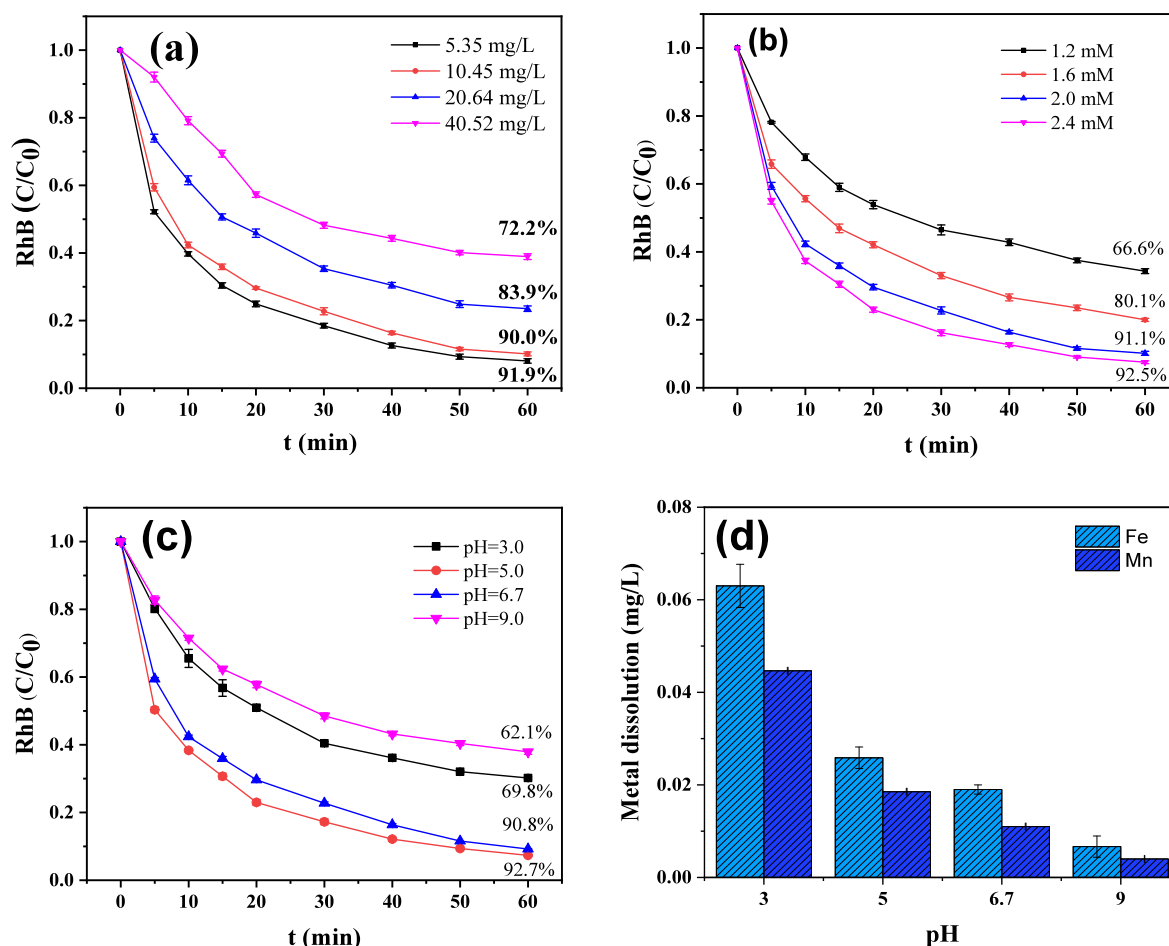 (a)
5.35 mg/L
10.45 mg/L
20.64 mg/L
40.52 mg/L
RhB (C/C0)
1.0
0.8
0.6
0.4
0.2
0.0
72.2%
83.9%
90.0%
91.9%
0 10 20 30 40 50 60
t (min)
(b)
1.2 mM
1.6 mM
2.0 mM
2.4 mM
RhB (C/C0)
1.0
0.8
0.6
0.4
0.2
0.0
66.6%
80.1%
91.1%
92.5%
0 10 20 30 40 50 60
t (min)
(c)
pH=3.0
pH=5.0
pH=6.7
pH=9.0
RhB (C/C0)
1.0
0.8
0.6
0.4
0.2
0.0
62.1%
69.8%
90.8%
92.7%
0 10 20 30 40 50 60
t (min)
(d)
Fe
Mn
Metal dissolution (mg/L)
0.08
0.06
0.04
0.02
0.00
3 5 6.7 9
pH